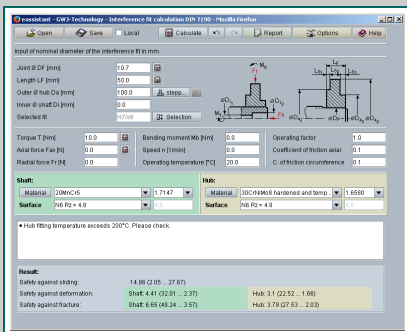 eassistant - GWJ-Technology - Interference fit calculation DIN 7190 - Mozilla Firefox
Open Save Local Calculate Report Options Help
Input of nominal diameter of the interference fit in mm.
Joint Ø DF [mm] 10.7
Length LF [mm] 50.0
Outer Ø hub Da [mm] 100.0 stepp...
Inner Ø shaft Di [mm] 0.0
Selected fit H7/s6 Selection
Torque T [Nm] 10.0 Bending moment Mb [Nm] 0.0 Operating factor 1.0
Axial force Fax [N] 0.0 Speed n [1/min] 0.0 Coefficient of friction axial 0.1
Radial force Fr [N] 0.0 Operating temperature [°C] 20.0 C. of friction circumference 0.1
Shaft: Hub:
Material 20MnCr5 1.7147 Material 30CrNiMo8 hardened and temp... 1.6580
Surface N6 Rz = 4.8 Surface N6 Rz = 4.8
• Hub fitting temperature exceeds 200°C. Please check.
Result:
Safety against sliding: 14.86 (2.05 ... 27.67)
Safety against deformation: Shaft: 4.41 (32.01 ... 2.37) Hub: 3.1 (22.52 ... 1.66)
Safety against fracture: Shaft: 6.65 (48.24 ... 3.57) Hub: 3.79 (27.53 ... 2.03)